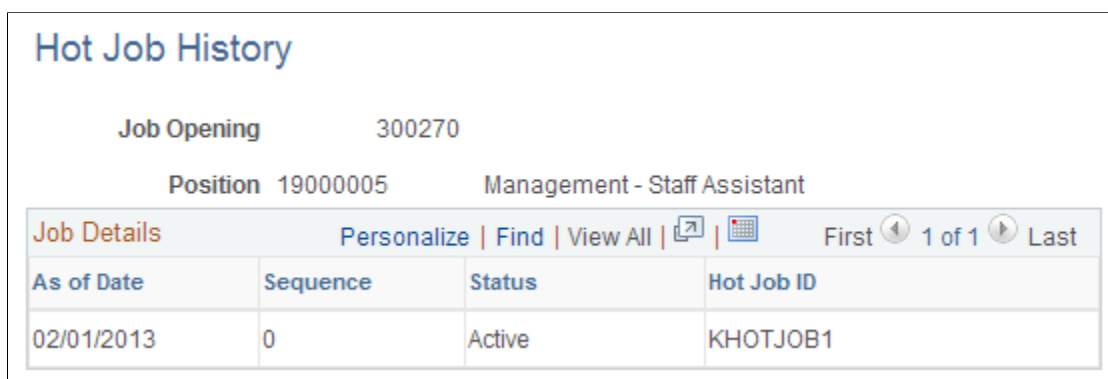 Hot Job History
Job Opening 300270
Position 19000005 Management - Staff Assistant
Job Details Personalize | Find | View All | | First 1 of 1 Last
As of Date Sequence Status Hot Job ID
02/01/2013 0 Active KHOTJOB1